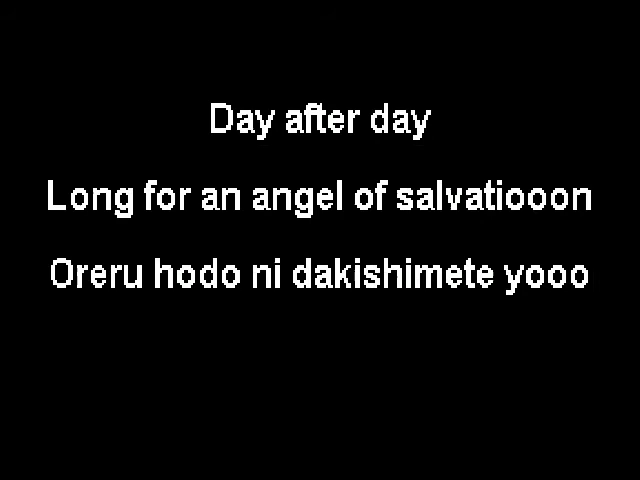 Day after day
Long for an angel of salvatiooon
Oreru hodo ni dakishimete yooo